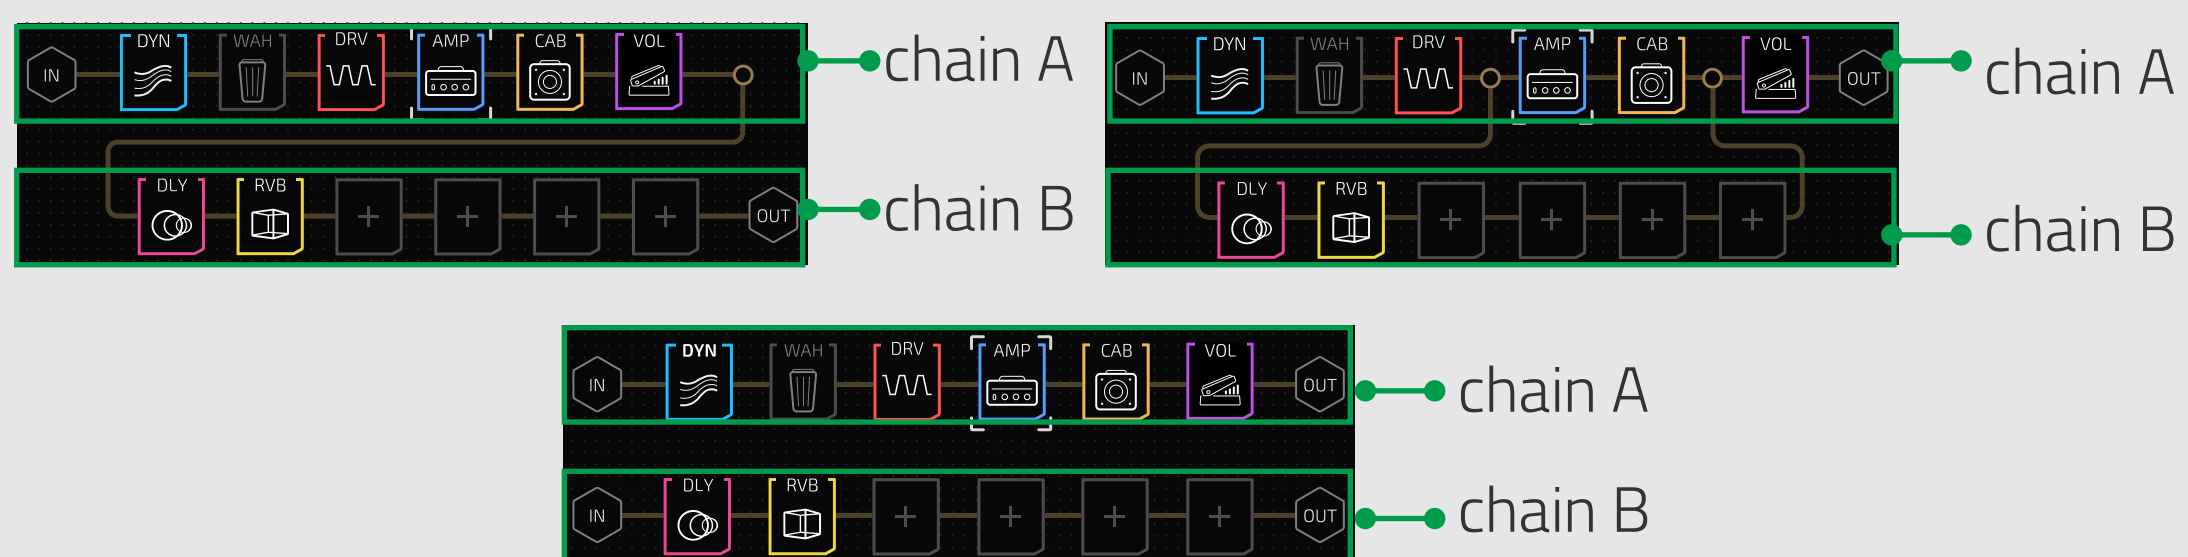 IN DYN WAH DRV AMP CAB VOL chain A
DLY RVB + + + + OUT chain B
IN DYN WAH DRV AMP CAB VOL OUT chain A
DLY RVB + + + + chain B
IN DYN WAH DRV AMP CAB VOL OUT chain A
IN DLY RVB + + + + OUT chain B